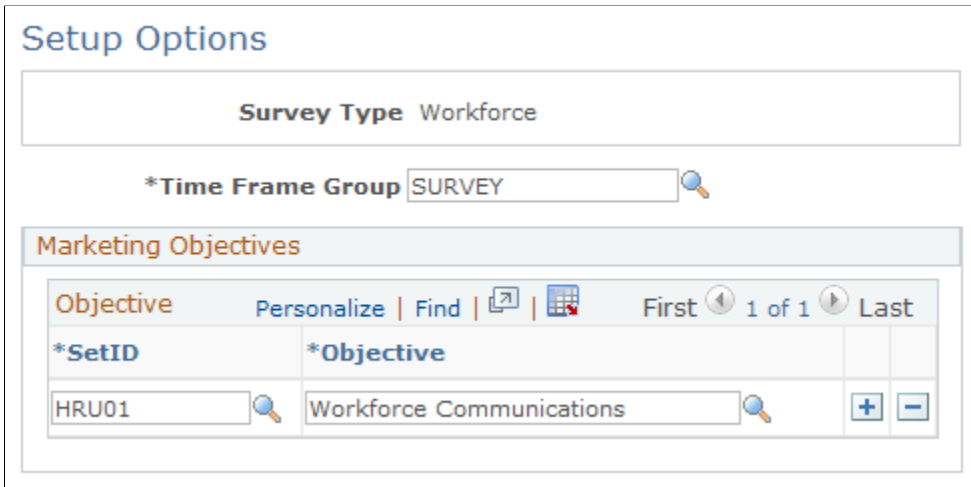 Setup Options
Survey Type Workforce
*Time Frame Group SURVEY
Marketing Objectives
Objective Personalize | Find | | First 1 of 1 Last
*SetID *Objective
HRU01 Workforce Communications